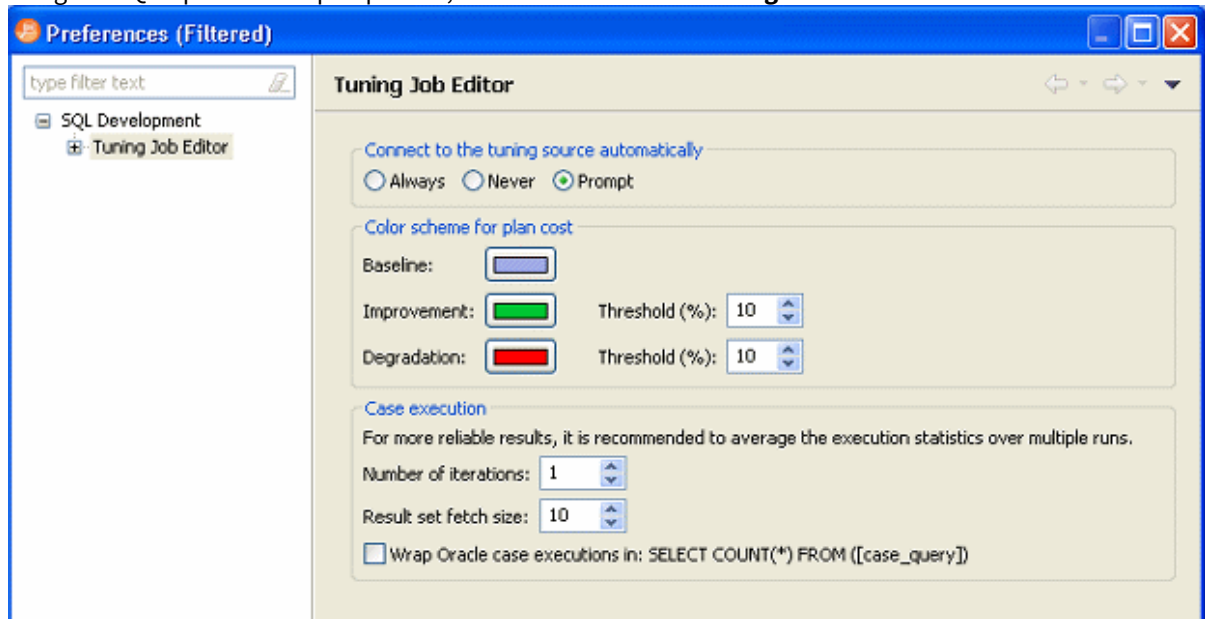 Preferences (Filtered)
type filter text
SQL Development
Tuning Job Editor
Tuning Job Editor
Connect to the tuning source automatically
Always Never Prompt
Color scheme for plan cost
Baseline:
Improvement: Threshold (%): 10
Degradation: Threshold (%): 10
Case execution
For more reliable results, it is recommended to average the execution statistics over multiple runs.
Number of iterations: 1
Result set fetch size: 10
Wrap Oracle case executions in: SELECT COUNT(*) FROM ([case_query])